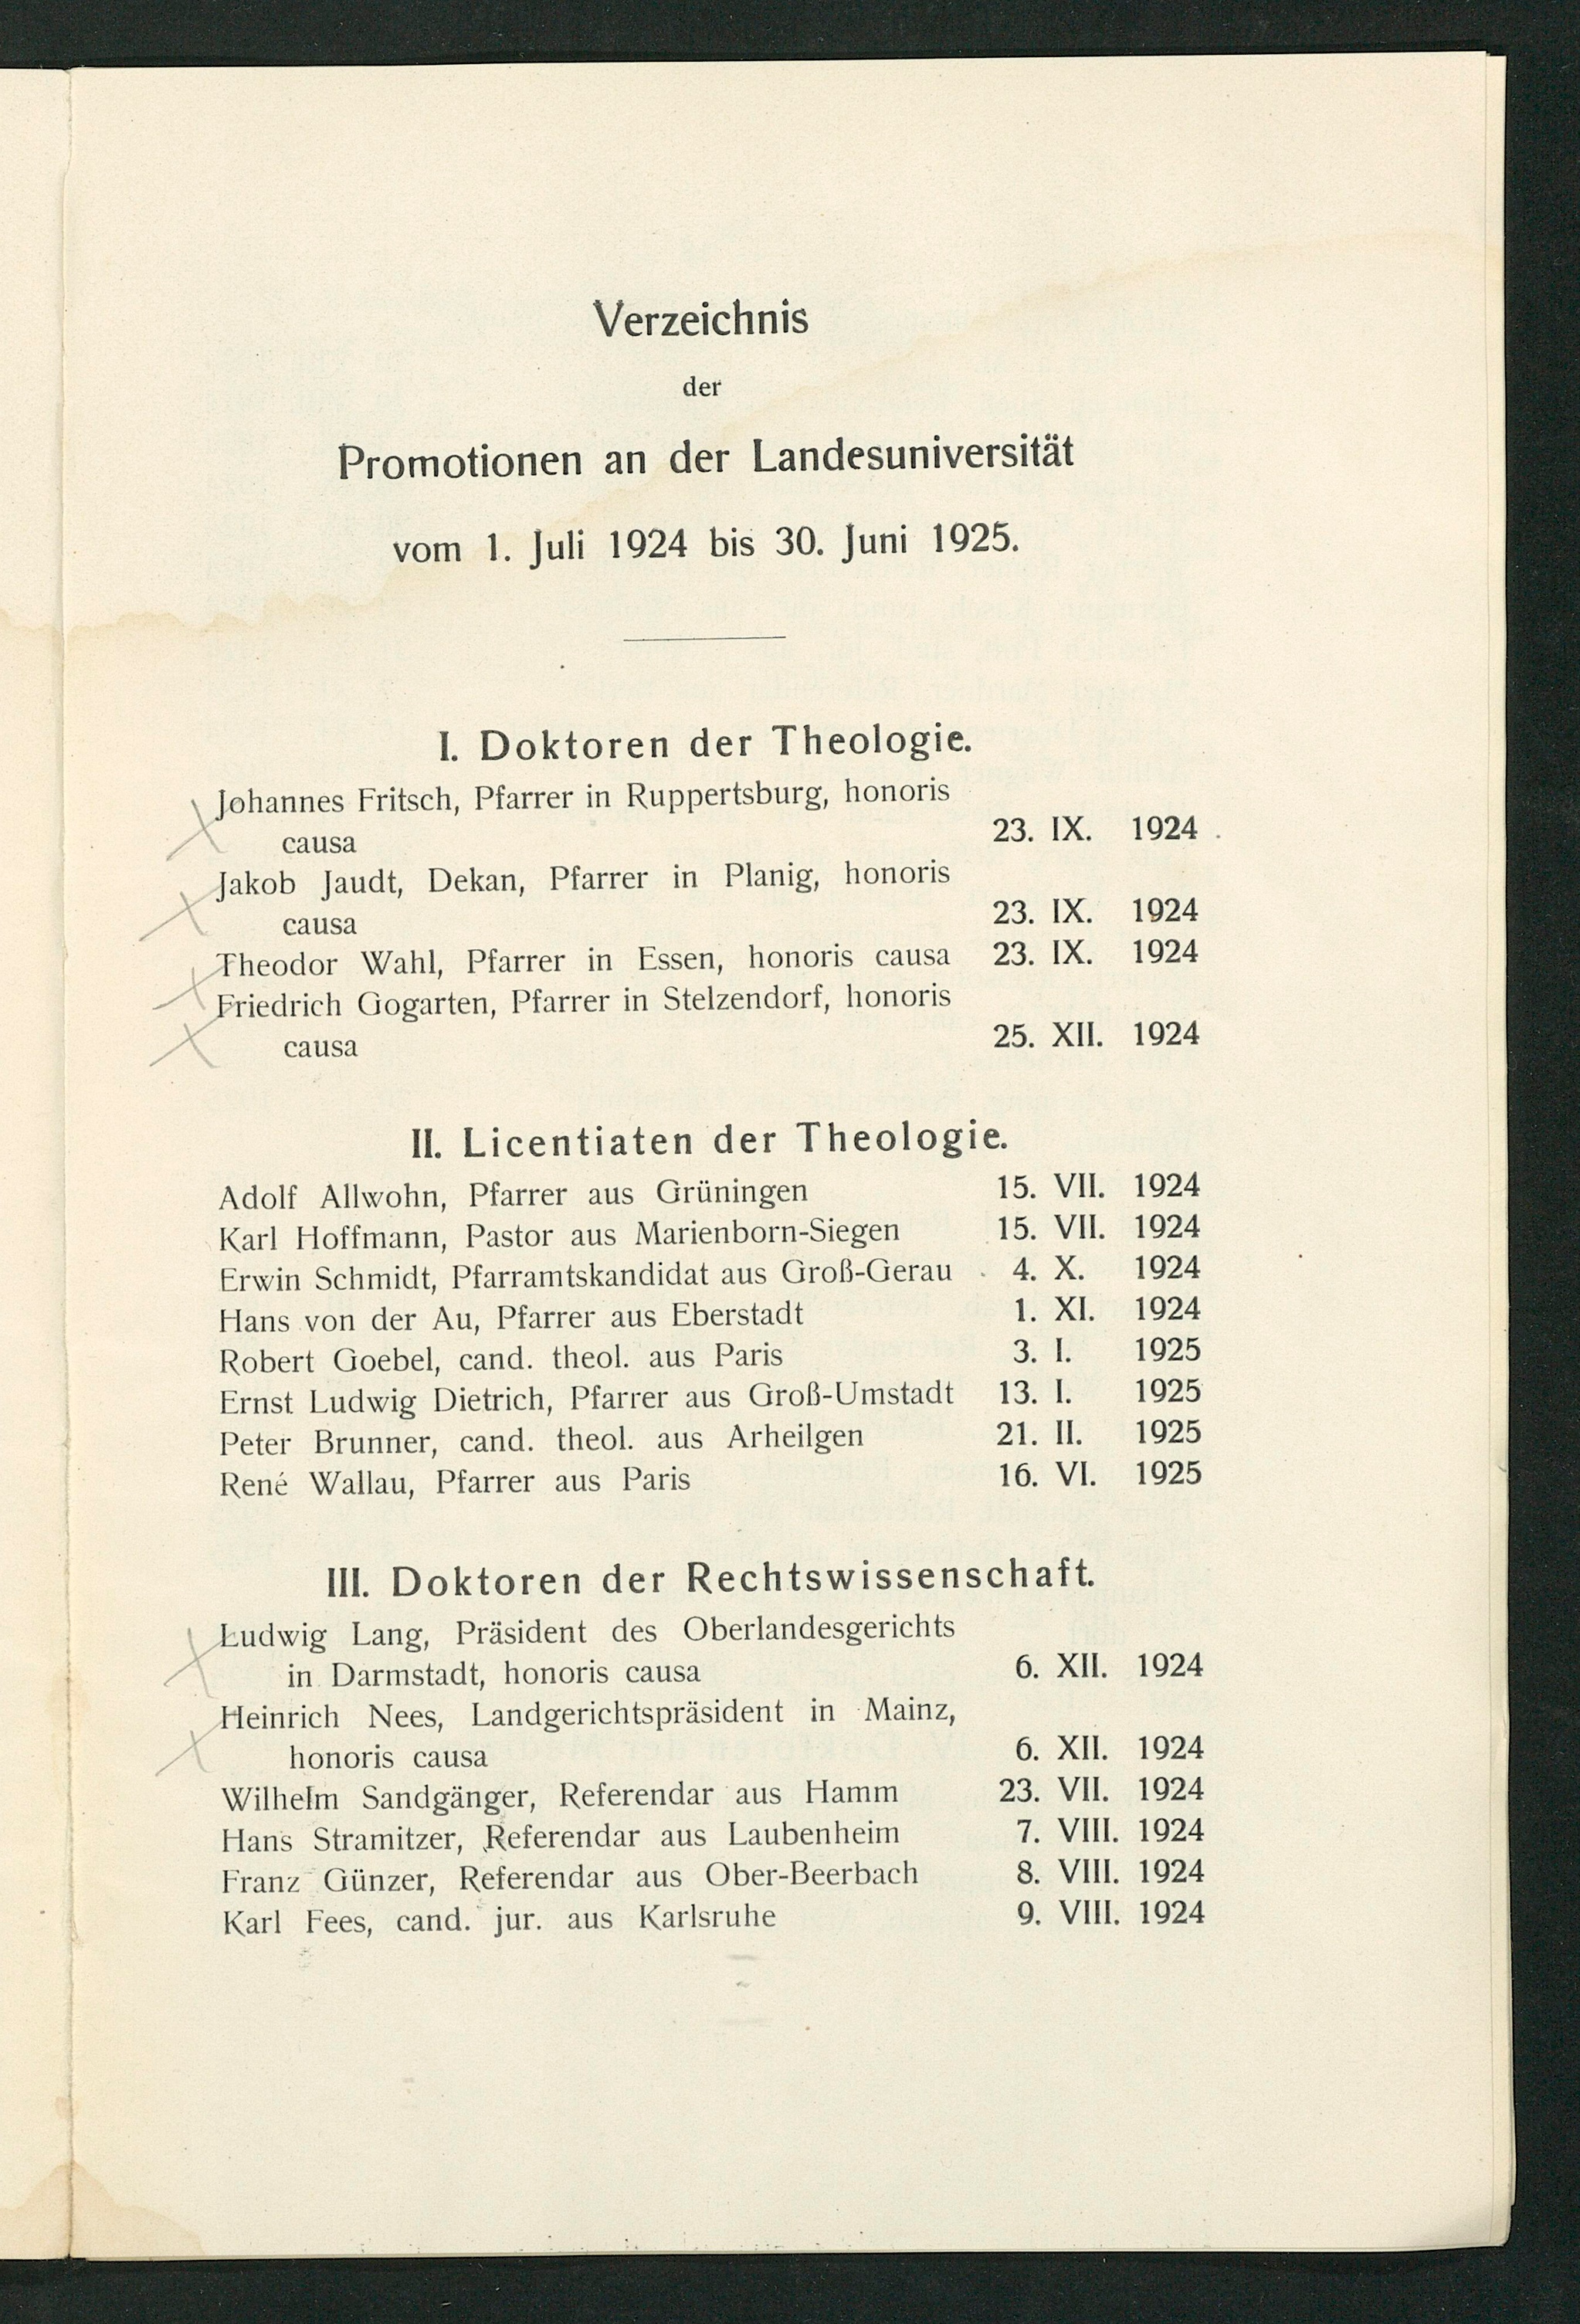 Verzeichnis
der
Promotionen an der Landesuniversität
vom 1. Juli 1924 bis 30. Juni 1925.
I. Doktoren der Theologie.
Johannes Fritsch, Pfarrer in Ruppertsburg, honoris
causa 23. IX. 1924
Jakob Jaudt, Dekan, Pfarrer in Planig, honoris
causa 23. IX. 1924
Theodor Wahl, Pfarrer in Essen, honoris causa 23. IX. 1924
Friedrich Gogarten, Pfarrer in Stelzendorf, honoris
causa 25. XII. 1924
II. Licentiaten der Theologie.
Adolf Allwohn, Pfarrer aus Grüningen 15. VII. 1924
Karl Hoffmann, Pastor aus Marienborn-Siegen 15. VII. 1924
Erwin Schmidt, Pfarramtskandidat aus Groß-Gerau 4. X. 1924
Hans von der Au, Pfarrer aus Eberstadt 1. XI. 1924
Robert Goebel, cand. theol. aus Paris 3. I. 1925
Ernst Ludwig Dietrich, Pfarrer aus Groß-Umstadt 13. I. 1925
Peter Brunner, cand. theol. aus Arheilgen 21. II. 1925
René Wallau, Pfarrer aus Paris 16. VI. 1925
III. Doktoren der Rechtswissenschaft.
Ludwig Lang, Präsident des Oberlandesgerichts
in Darmstadt, honoris causa 6. XII. 1924
Heinrich Nees, Landgerichtspräsident in Mainz,
honoris causa 6. XII. 1924
Wilhelm Sandgänger, Referendar aus Hamm 23. VII. 1924
Hans Stramitzer, Referendar aus Laubenheim 7. VIII. 1924
Franz Günzer, Referendar aus Ober-Beerbach 8. VIII. 1924
Karl Fees, cand. jur. aus Karlsruhe 9. VIII. 1924